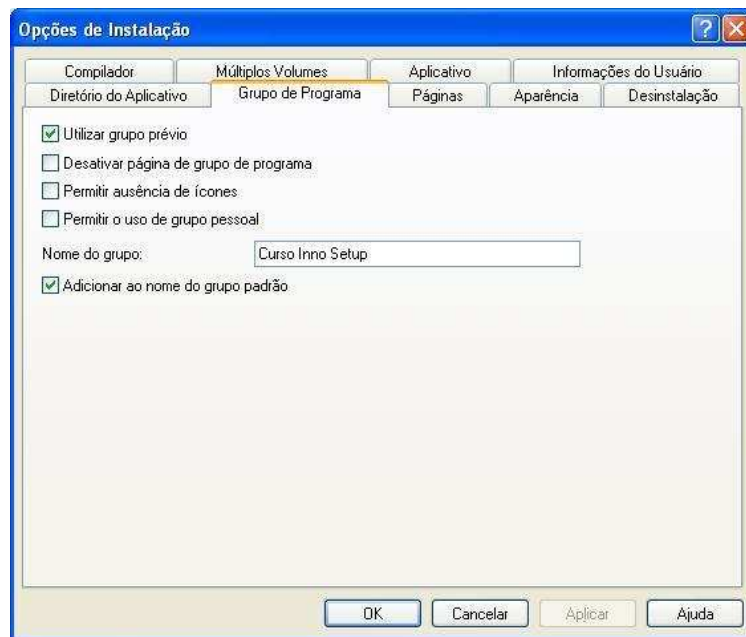 Opções de Instalação
Compilador Múltiplos Volumes Aplicativo Informações do Usuário
Diretório do Aplicativo Grupo de Programa Páginas Aparência Desinstalação
Utilizar grupo prévio
Desativar página de grupo de programa
Permitir ausência de ícones
Permitir o uso de grupo pessoal
Nome do grupo: Curso Inno Setup
Adicionar ao nome do grupo padrão
OK Cancelar Aplicar Ajuda